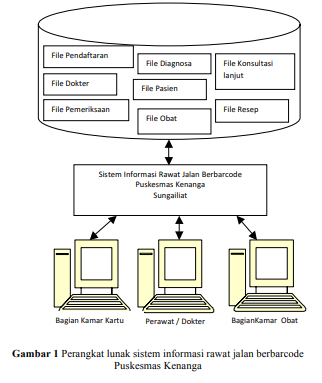 File Pendaftaran
File Diagnosa
File Konsultasi
lanjut
File Dokter
File Pasien
File Pemeriksaan
File Obat
File Resep
Sistem Informasi Rawat Jalan Berbarcode
Puskesmas Kenanga
Sungailiat
Bagian Kamar Kartu
Perawat / Dokter
BagianKamar Obat
Gambar 1 Perangkat lunak sistem informasi rawat jalan berbarcode
Puskesmas Kenanga